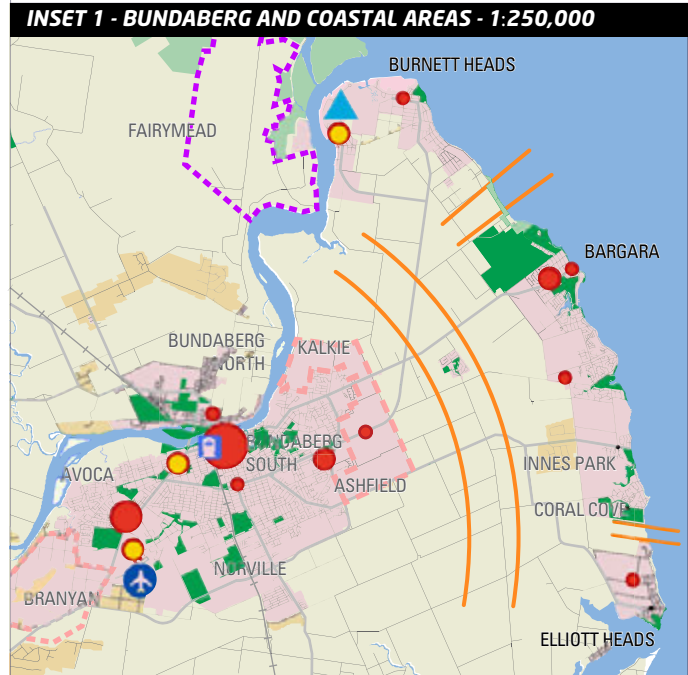 INSET 1 - BUNDABERG AND COASTAL AREAS - 1:250,000
BURNETT HEADS
FAIRYMEAD
BARGARA
BUNDABERG
NORTH
KALKIE
BUNDABERG
SOUTH
AVOCA
INNES PARK
ASHFIELD
CORAL COVE
NORVILLE
BRANYAN
ELLIOTT HEADS